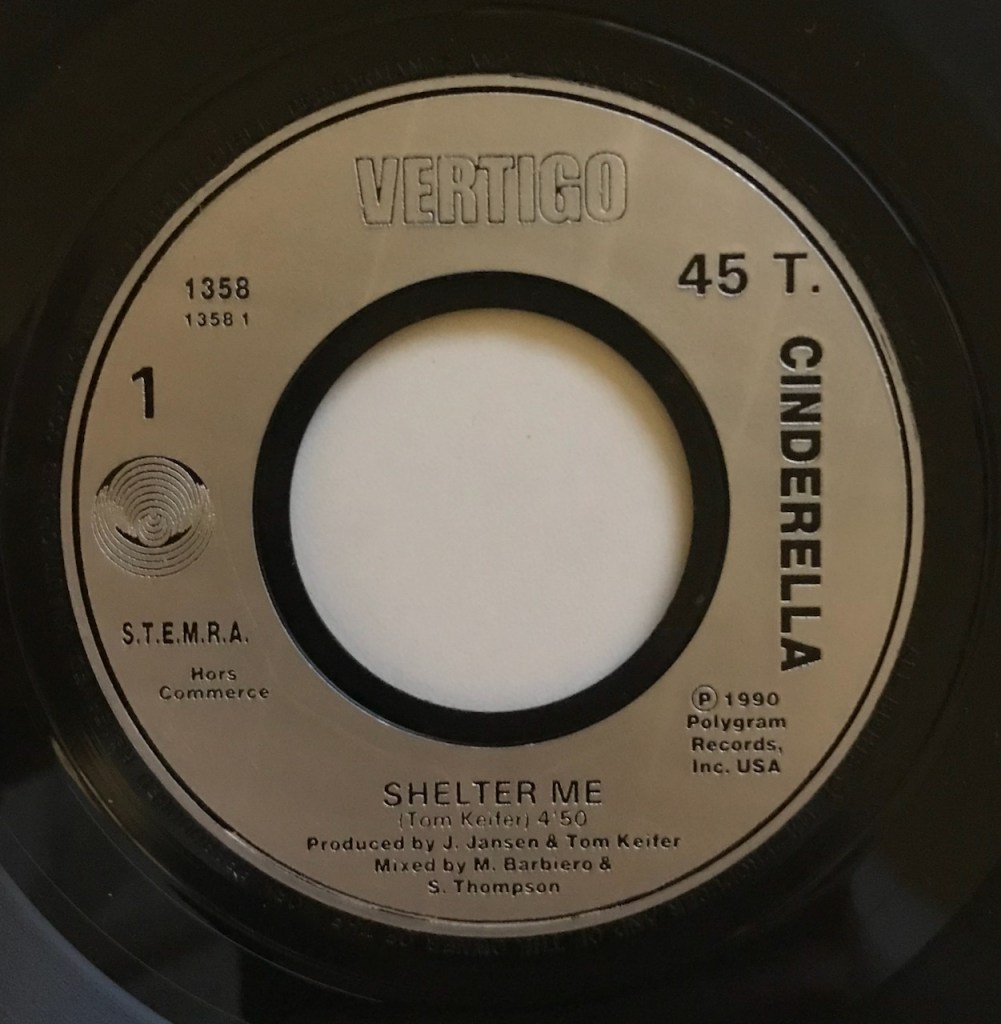 VERTIGO
45 T.
1358
1358 1
1
CINDERELLA
S.T.E.M.R.A.
Hors
Commerce
Ⓟ 1990
Polygram
Records,
Inc. USA
SHELTER ME
(Tom Keifer) 4'50
Produced by J. Jansen & Tom Keifer
Mixed by M. Barbiero &
S. Thompson